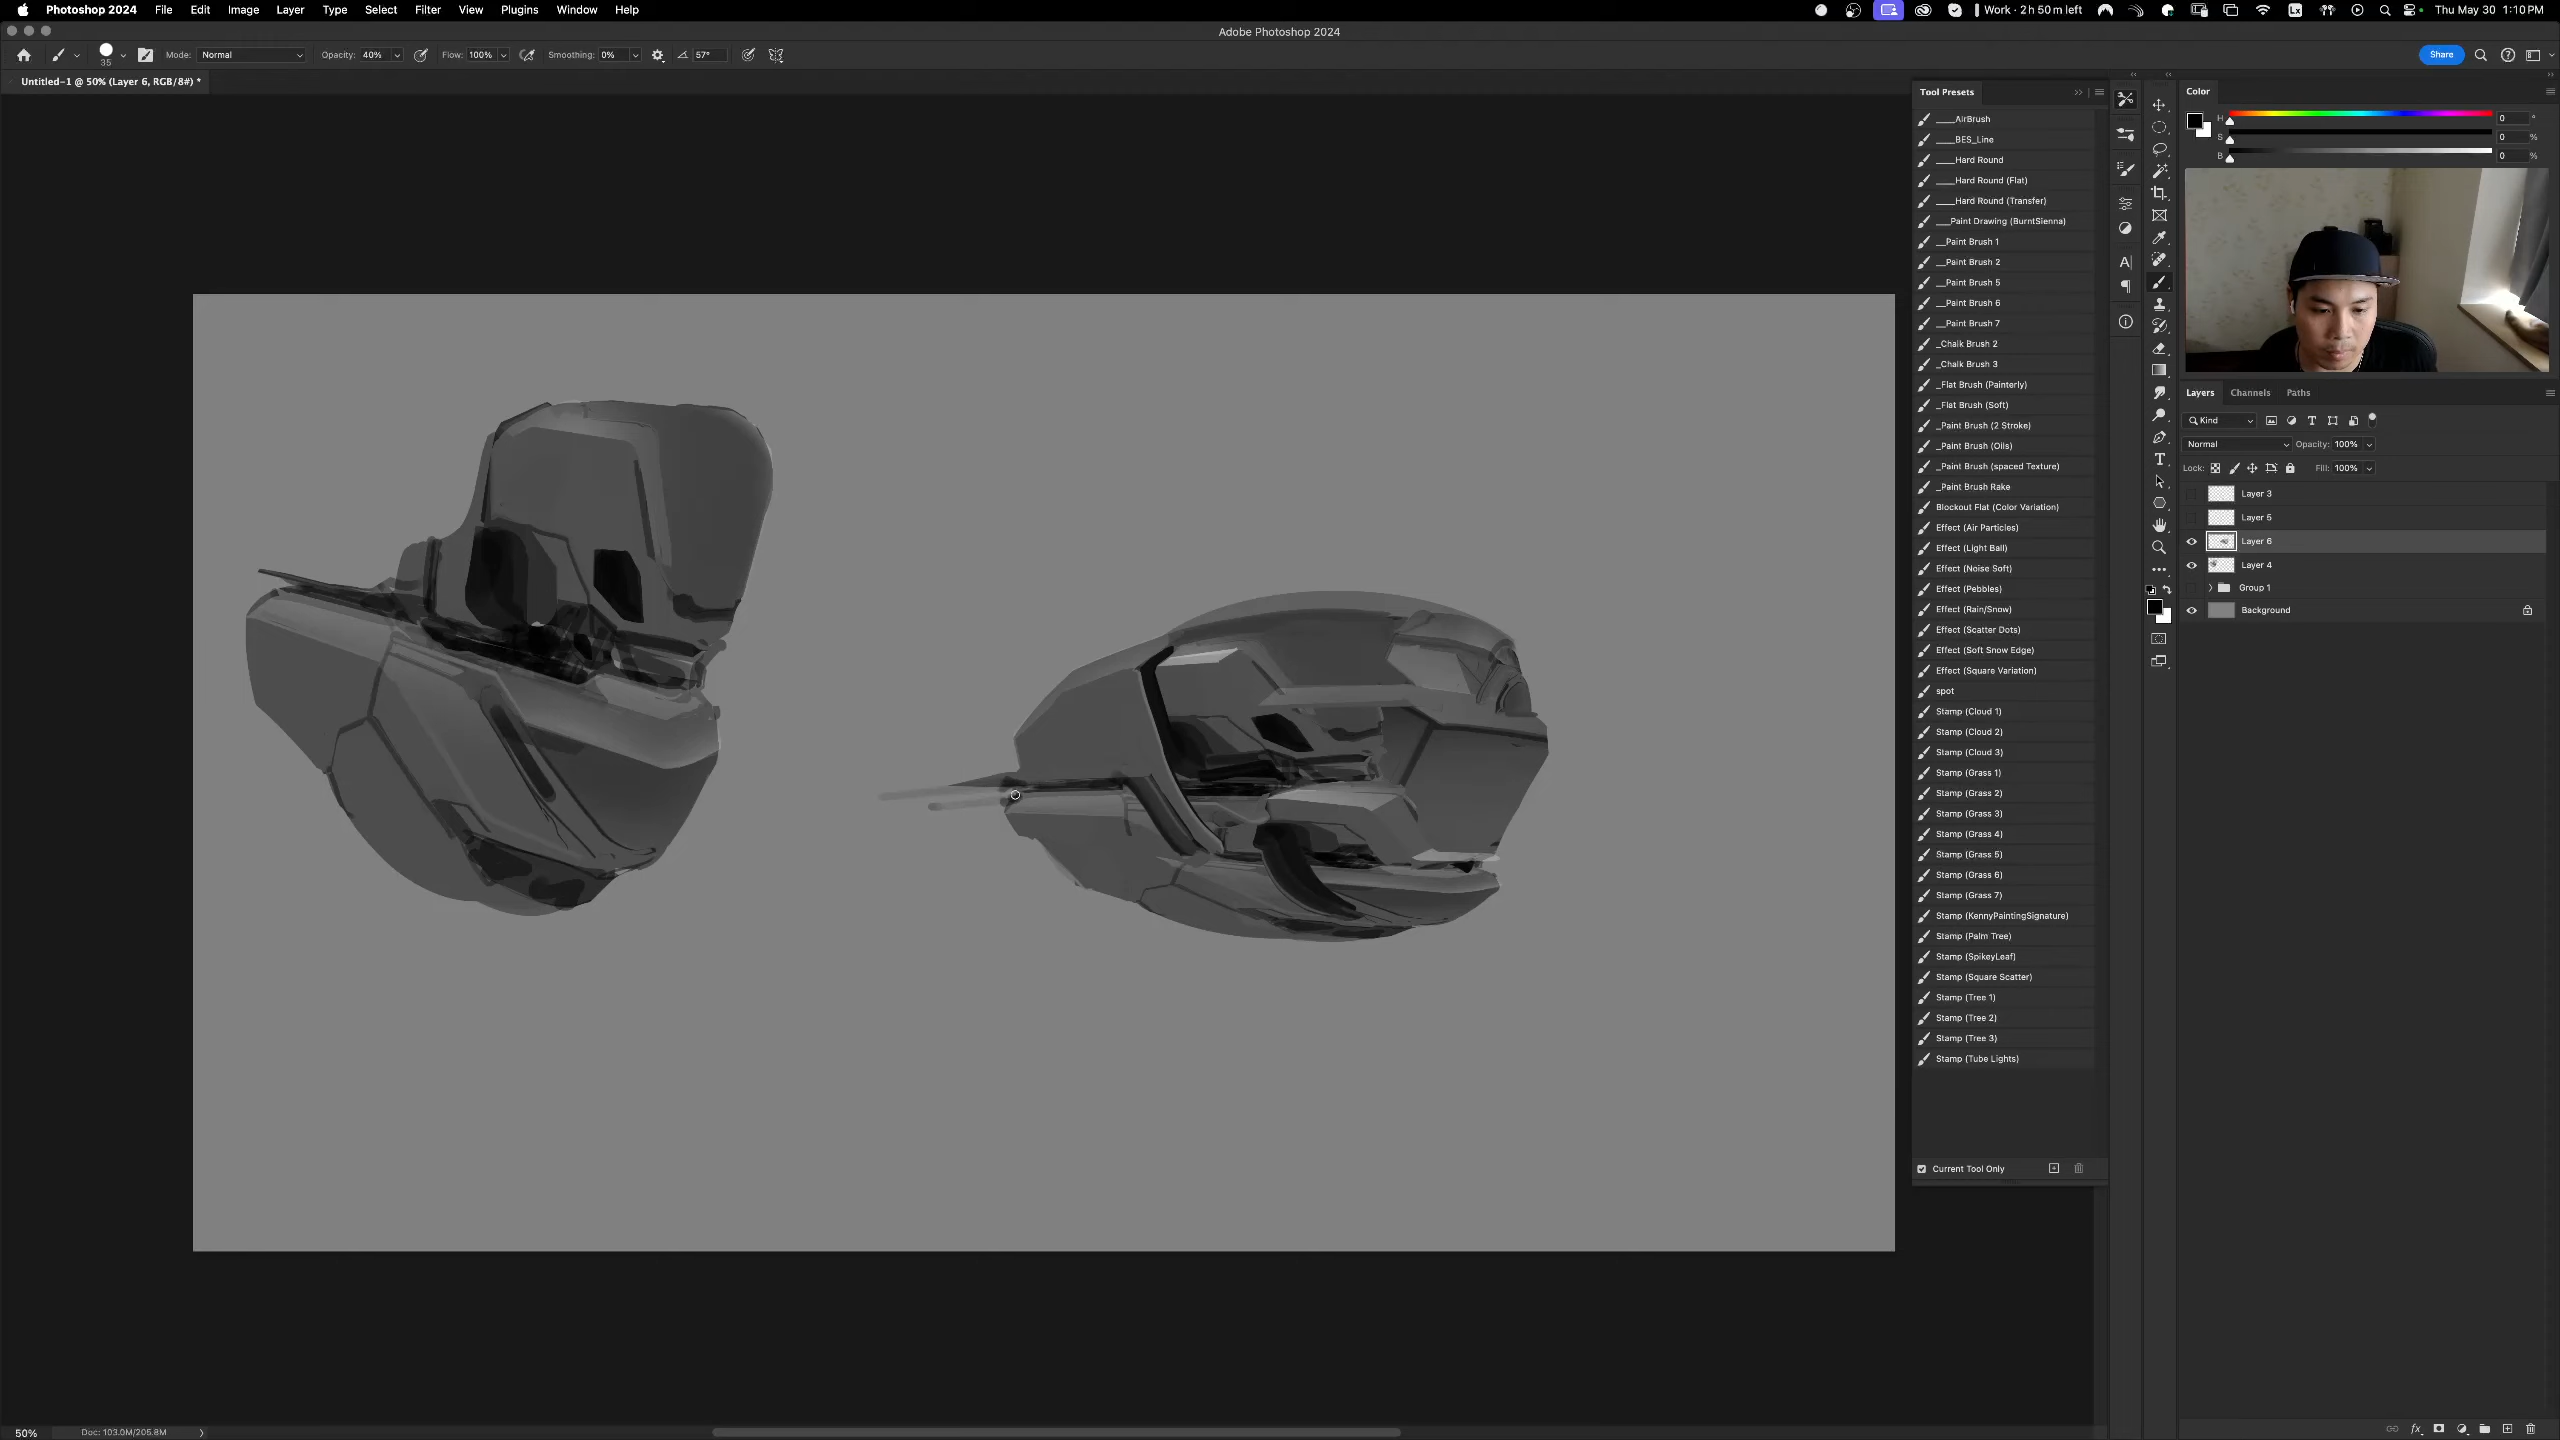 Photoshop 2024 File Edit Image Layer Type Select Filter View Plugins Window Help
Work · 2 h 50 m left Thu May 30 1:10 PM
Adobe Photoshop 2024
35 Mode: Normal Opacity: 40% Flow: 100% Smoothing: 0% 57° Share
Untitled-1 @ 50% (Layer 6, RGB/8#) *
Tool Presets
____AirBrush
____BES_Line
____Hard Round
____Hard Round (Flat)
____Hard Round (Transfer)
___Paint Drawing (BurntSienna)
__Paint Brush 1
__Paint Brush 2
__Paint Brush 5
__Paint Brush 6
__Paint Brush 7
_Chalk Brush 2
_Chalk Brush 3
_Flat Brush (Painterly)
_Flat Brush (Soft)
_Paint Brush (2 Stroke)
_Paint Brush (Oils)
_Paint Brush (spaced Texture)
_Paint Brush Rake
Blockout Flat (Color Variation)
Effect (Air Particles)
Effect (Light Ball)
Effect (Noise Soft)
Effect (Pebbles)
Effect (Rain/Snow)
Effect (Scatter Dots)
Effect (Soft Snow Edge)
Effect (Square Variation)
spot
Stamp (Cloud 1)
Stamp (Cloud 2)
Stamp (Cloud 3)
Stamp (Grass 1)
Stamp (Grass 2)
Stamp (Grass 3)
Stamp (Grass 4)
Stamp (Grass 5)
Stamp (Grass 6)
Stamp (Grass 7)
Stamp (KennyPaintingSignature)
Stamp (Palm Tree)
Stamp (SpikeyLeaf)
Stamp (Square Scatter)
Stamp (Tree 1)
Stamp (Tree 2)
Stamp (Tree 3)
Stamp (Tube Lights)
Current Tool Only
Color
H 0 °
S 0 %
B 0 %
Layers Channels Paths
Kind
Normal Opacity: 100%
Lock: Fill: 100%
Layer 3
Layer 5
Layer 6
Layer 4
Group 1
Background
50% Doc: 103.0M/205.8M